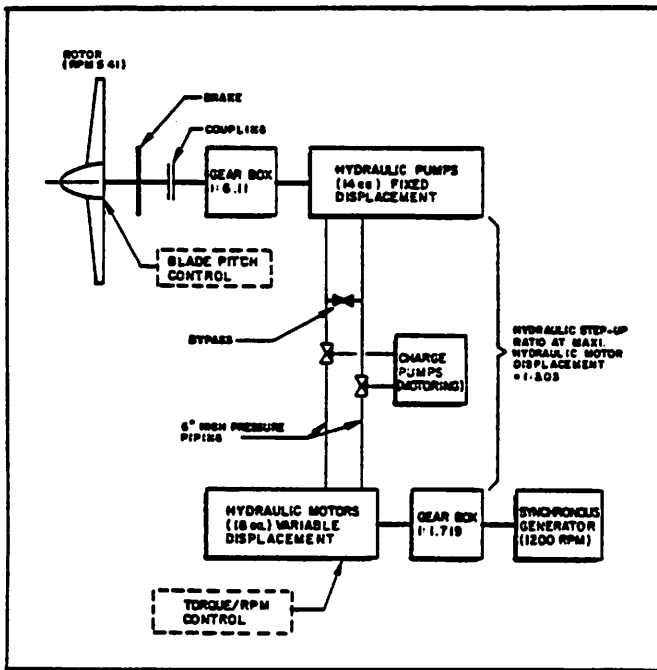 ROTOR
(RPM ≤ 41)
BRAKE
COUPLING
GEAR BOX
1:6.11
HYDRAULIC PUMPS
(14 ea) FIXED
DISPLACEMENT
BLADE PITCH
CONTROL
BYPASS
CHARGE
PUMPS
(MOTORING)
HYDRAULIC STEP-UP
RATIO AT MAXI.
HYDRAULIC MOTOR
DISPLACEMENT
6" HIGH PRESSURE
PIPING
HYDRAULIC MOTORS
(18 ea.) VARIABLE
DISPLACEMENT
GEAR BOX
1:1.719
SYNCHRONOUS
GENERATOR
(1200 RPM)
TORQUE/RPM
CONTROL